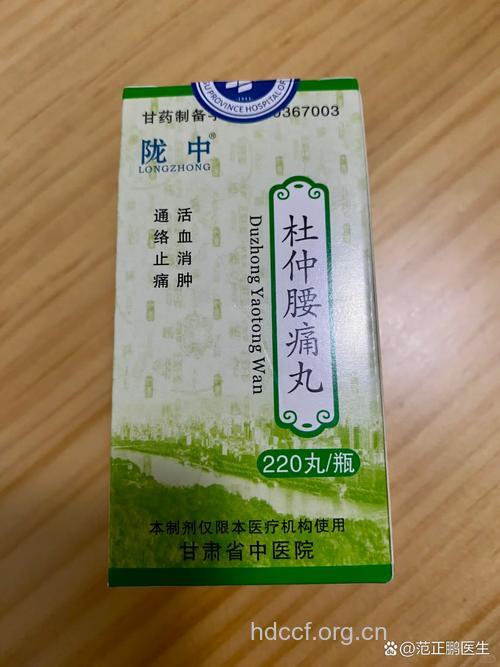 PROVINCE HOSPITAL OF
甘药制备字
0367003
陇中®
LONGZHONG
活血消肿
通络止痛
杜仲腰痛丸
Duzhong Yaotong Wan
220丸/瓶
本制剂仅限本医疗机构使用
甘肃省中医院
hdccf.org.cn
@范正鹏医生